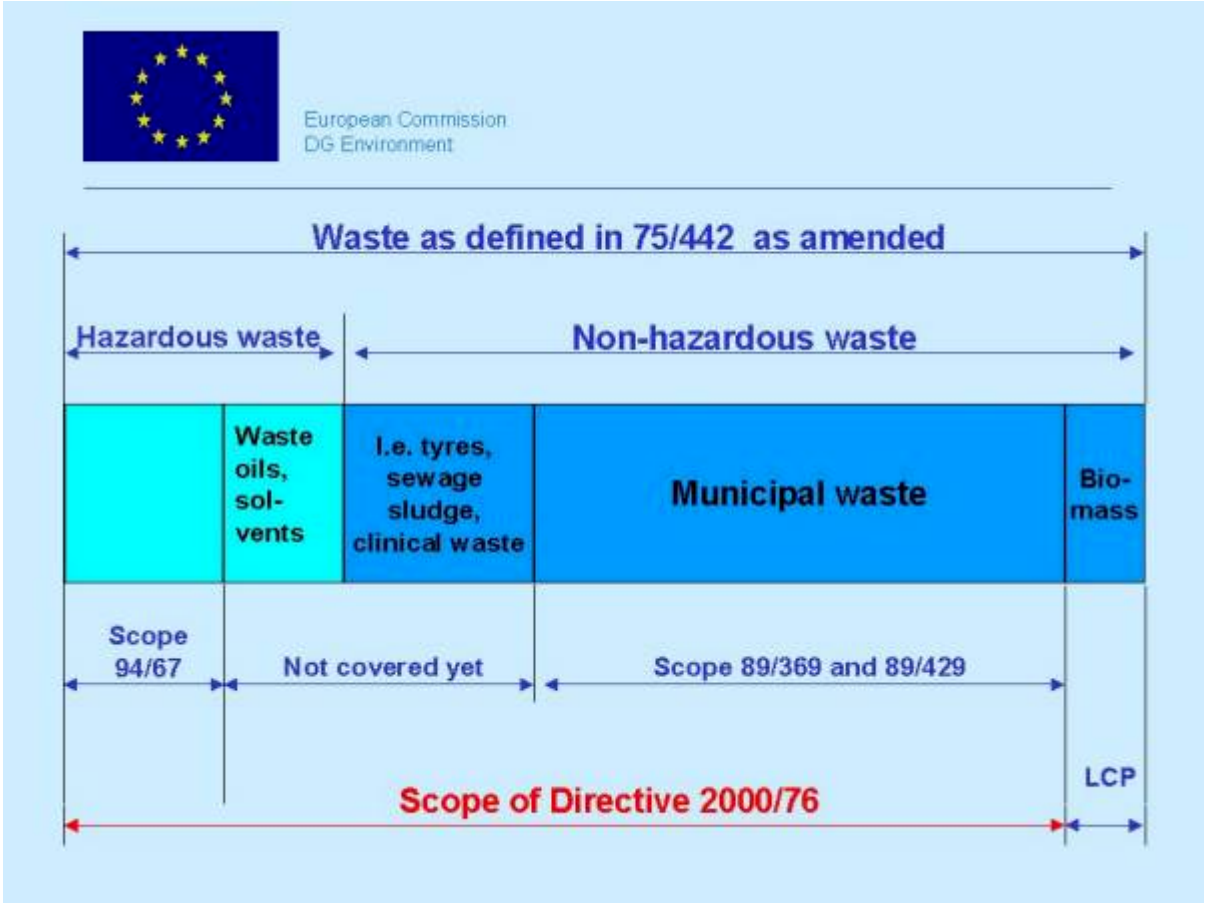 European Commission
DG Environment
Waste as defined in 75/442 as amended
Hazardous waste
Non-hazardous waste
Waste
oils,
sol-
vents
I.e. tyres,
sewage
sludge,
clinical waste
Municipal waste
Bio-
mass
Scope
94/67
Not covered yet
Scope 89/369 and 89/429
LCP
Scope of Directive 2000/76